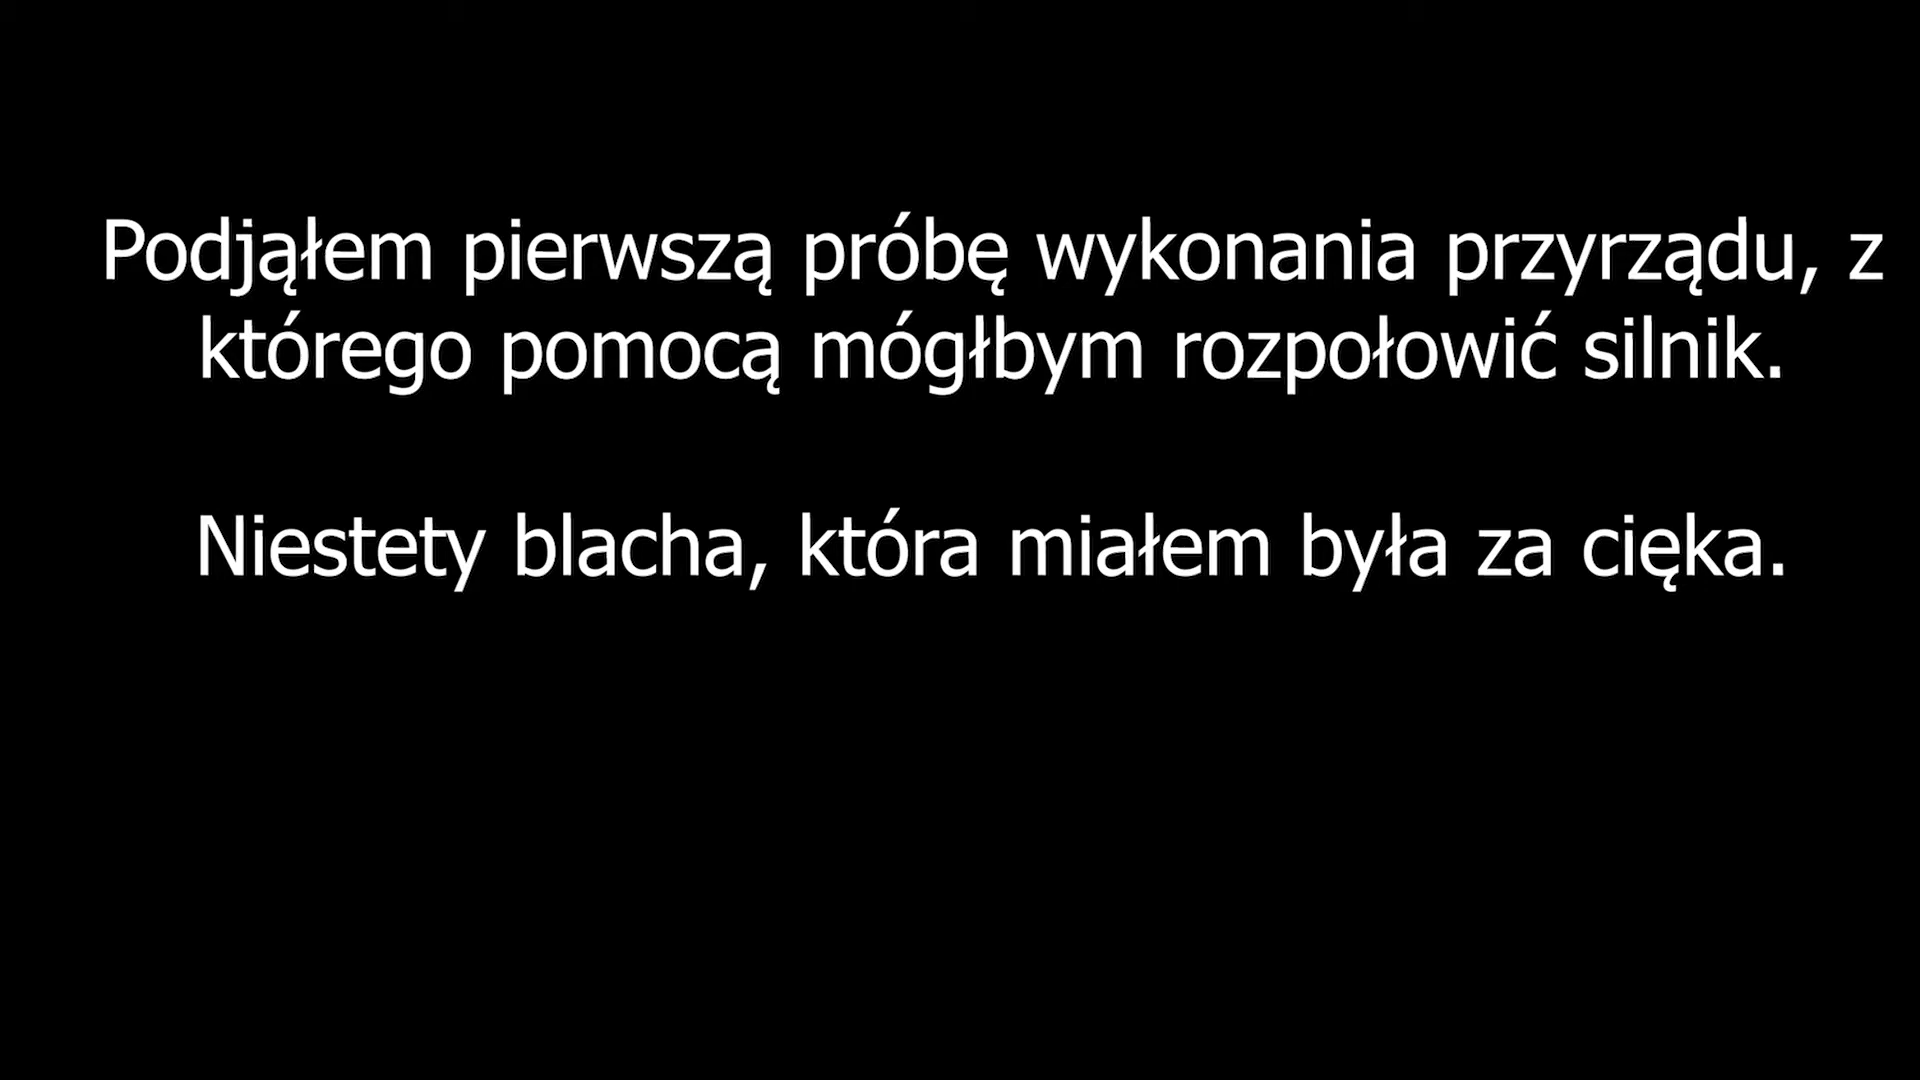 Podjąłem pierwszą próbę wykonania przyrządu, z
którego pomocą mógłbym rozpołowić silnik.
Niestety blacha, która miałem była za cięka.